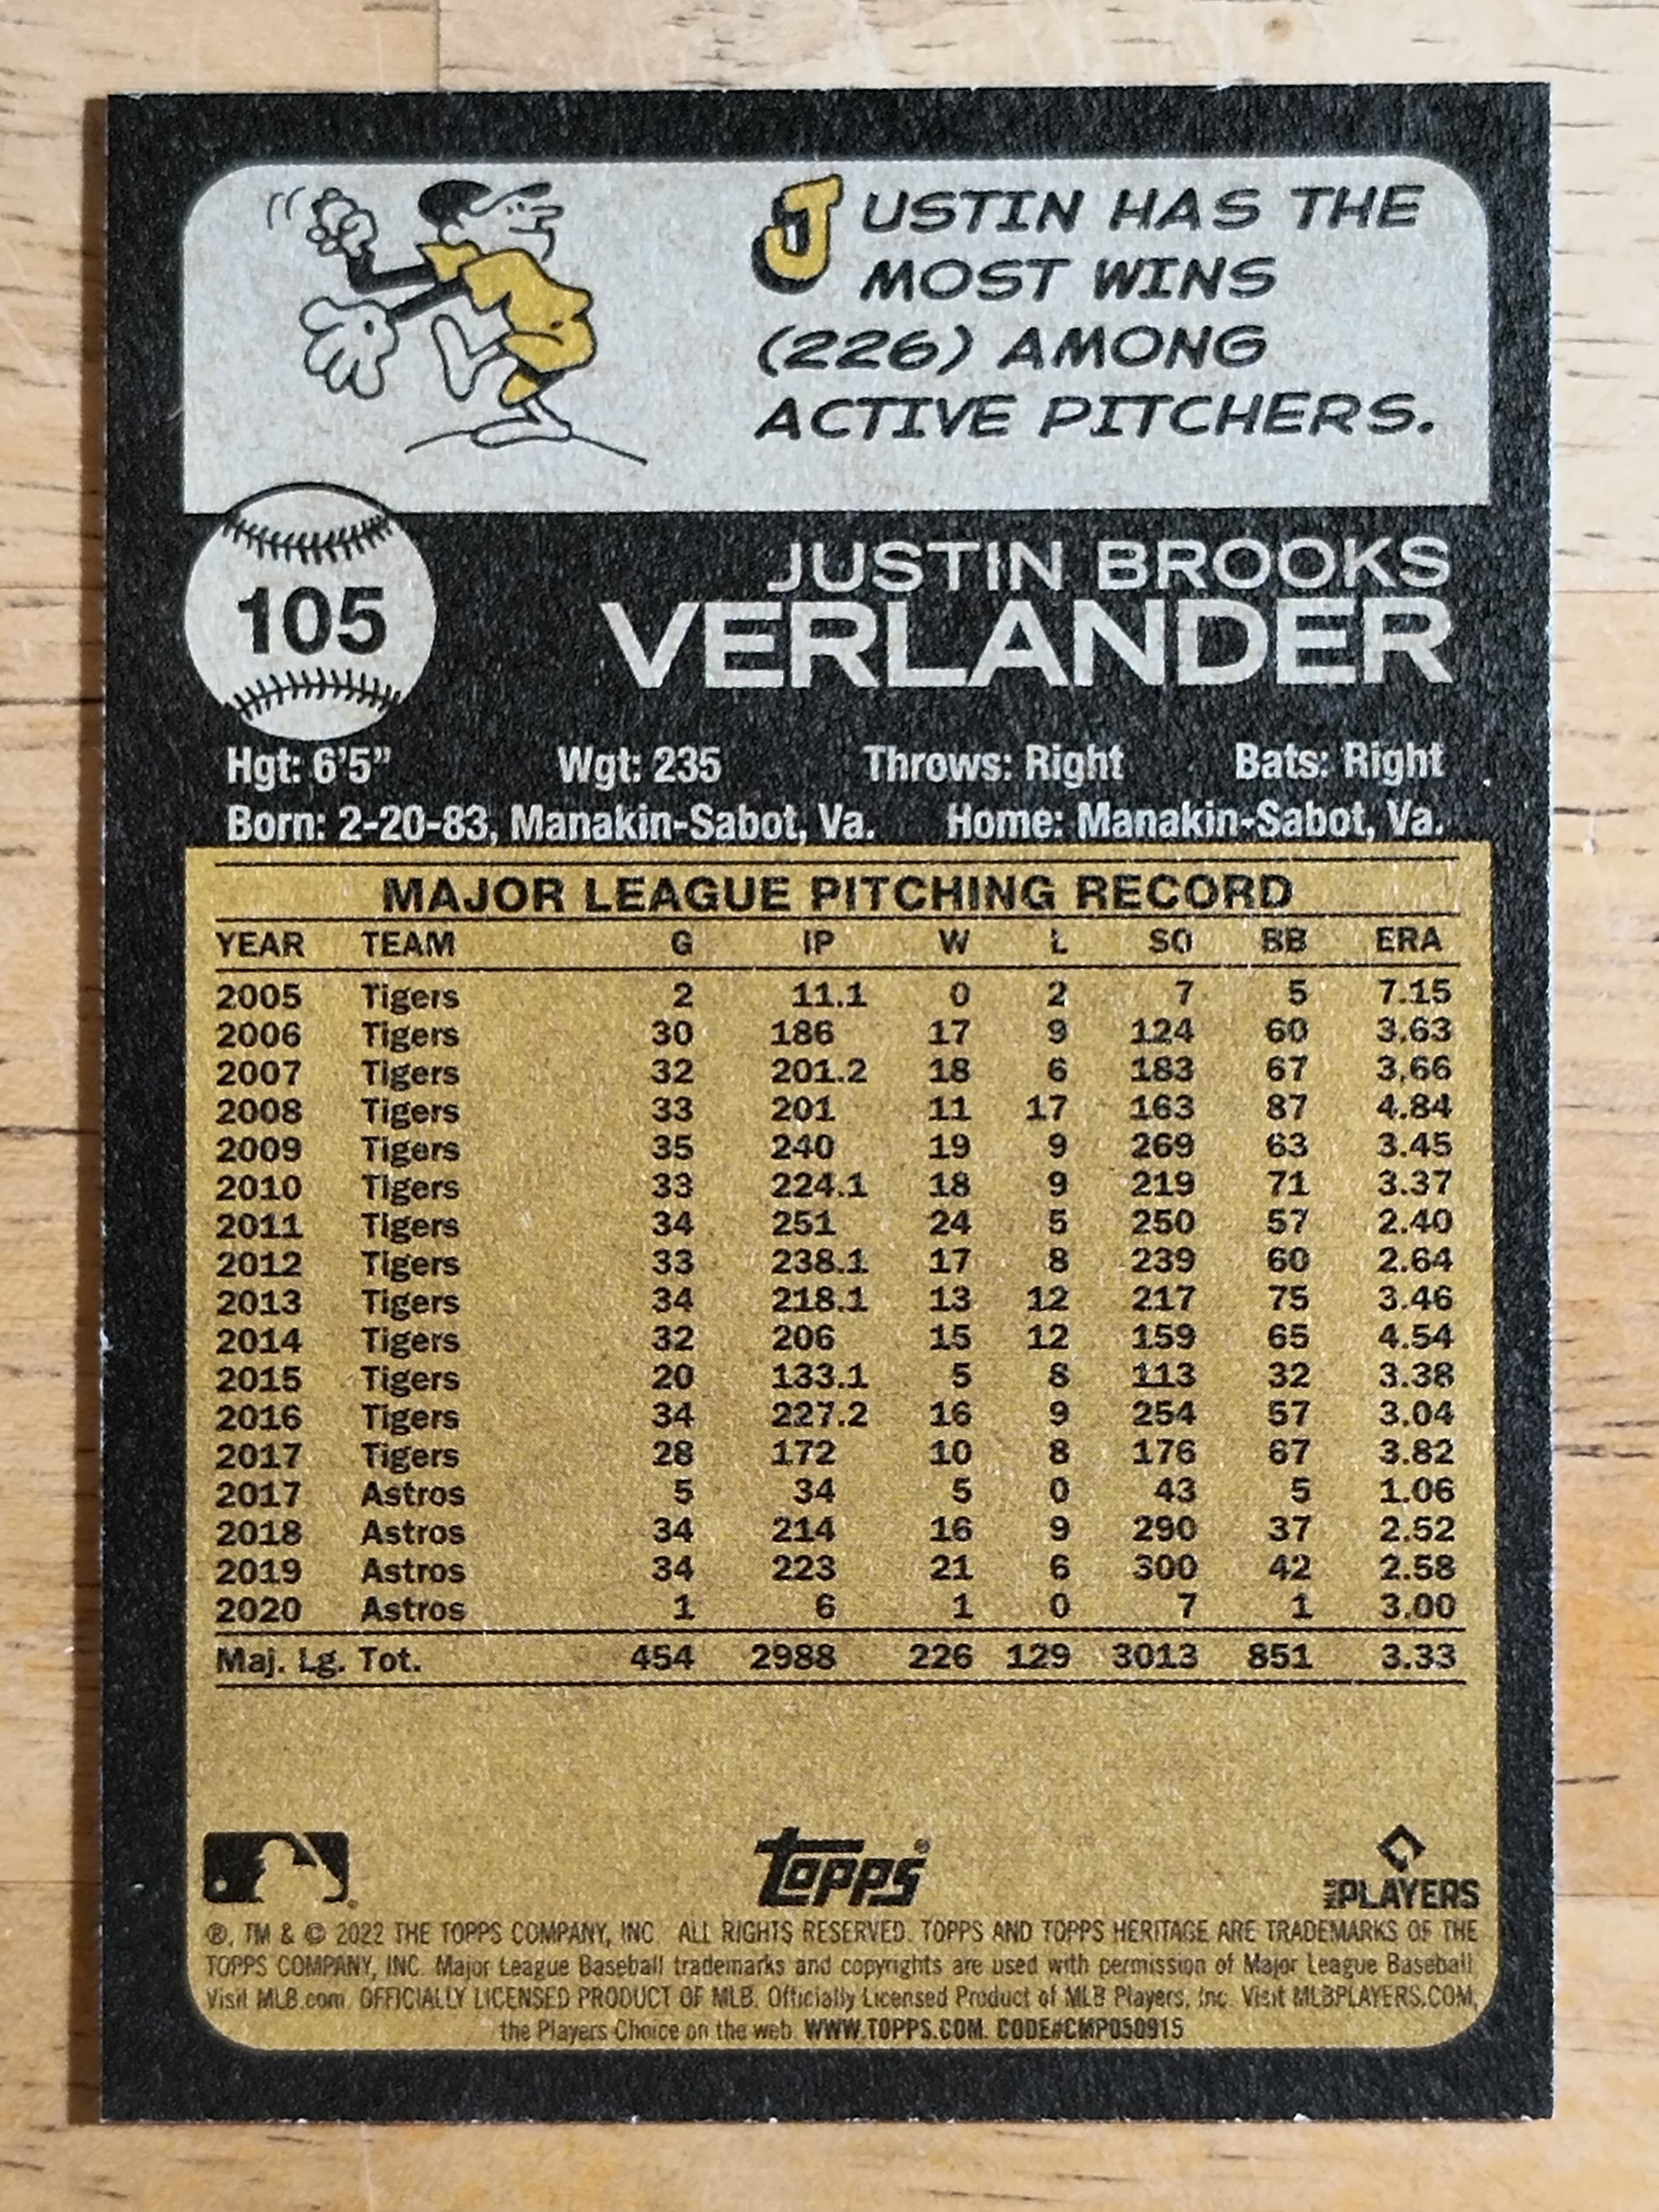 JUSTIN HAS THE
MOST WINS
(226) AMONG
ACTIVE PITCHERS.
105
JUSTIN BROOKS
VERLANDER
Hgt: 6'5" Wgt: 235 Throws: Right Bats: Right
Born: 2-20-83, Manakin-Sabot, Va. Home: Manakin-Sabot, Va.
MAJOR LEAGUE PITCHING RECORD
YEAR TEAM G IP W L SO BB ERA
2005 Tigers 2 11.1 0 2 7 5 7.15
2006 Tigers 30 186 17 9 124 60 3.63
2007 Tigers 32 201.2 18 6 183 67 3.66
2008 Tigers 33 201 11 17 163 87 4.84
2009 Tigers 35 240 19 9 269 63 3.45
2010 Tigers 33 224.1 18 9 219 71 3.37
2011 Tigers 34 251 24 5 250 57 2.40
2012 Tigers 33 238.1 17 8 239 60 2.64
2013 Tigers 34 218.1 13 12 217 75 3.46
2014 Tigers 32 206 15 12 159 65 4.54
2015 Tigers 20 133.1 5 8 113 32 3.38
2016 Tigers 34 227.2 16 9 254 57 3.04
2017 Tigers 28 172 10 8 176 67 3.82
2017 Astros 5 34 5 0 43 5 1.06
2018 Astros 34 214 16 9 290 37 2.52
2019 Astros 34 223 21 6 300 42 2.58
2020 Astros 1 6 1 0 7 1 3.00
Maj. Lg. Tot. 454 2988 226 129 3013 851 3.33
topps®
MLB PLAYERS
®, TM & © 2022 THE TOPPS COMPANY, INC. ALL RIGHTS RESERVED. TOPPS AND TOPPS HERITAGE ARE TRADEMARKS OF THE
TOPPS COMPANY, INC. Major League Baseball trademarks and copyrights are used with permission of Major League Baseball.
Visit MLB.com. OFFICIALLY LICENSED PRODUCT OF MLB. Officially Licensed Product of MLB Players, Inc. Visit MLBPLAYERS.COM,
the Players Choice on the web. WWW.TOPPS.COM. CODE#CMP050915